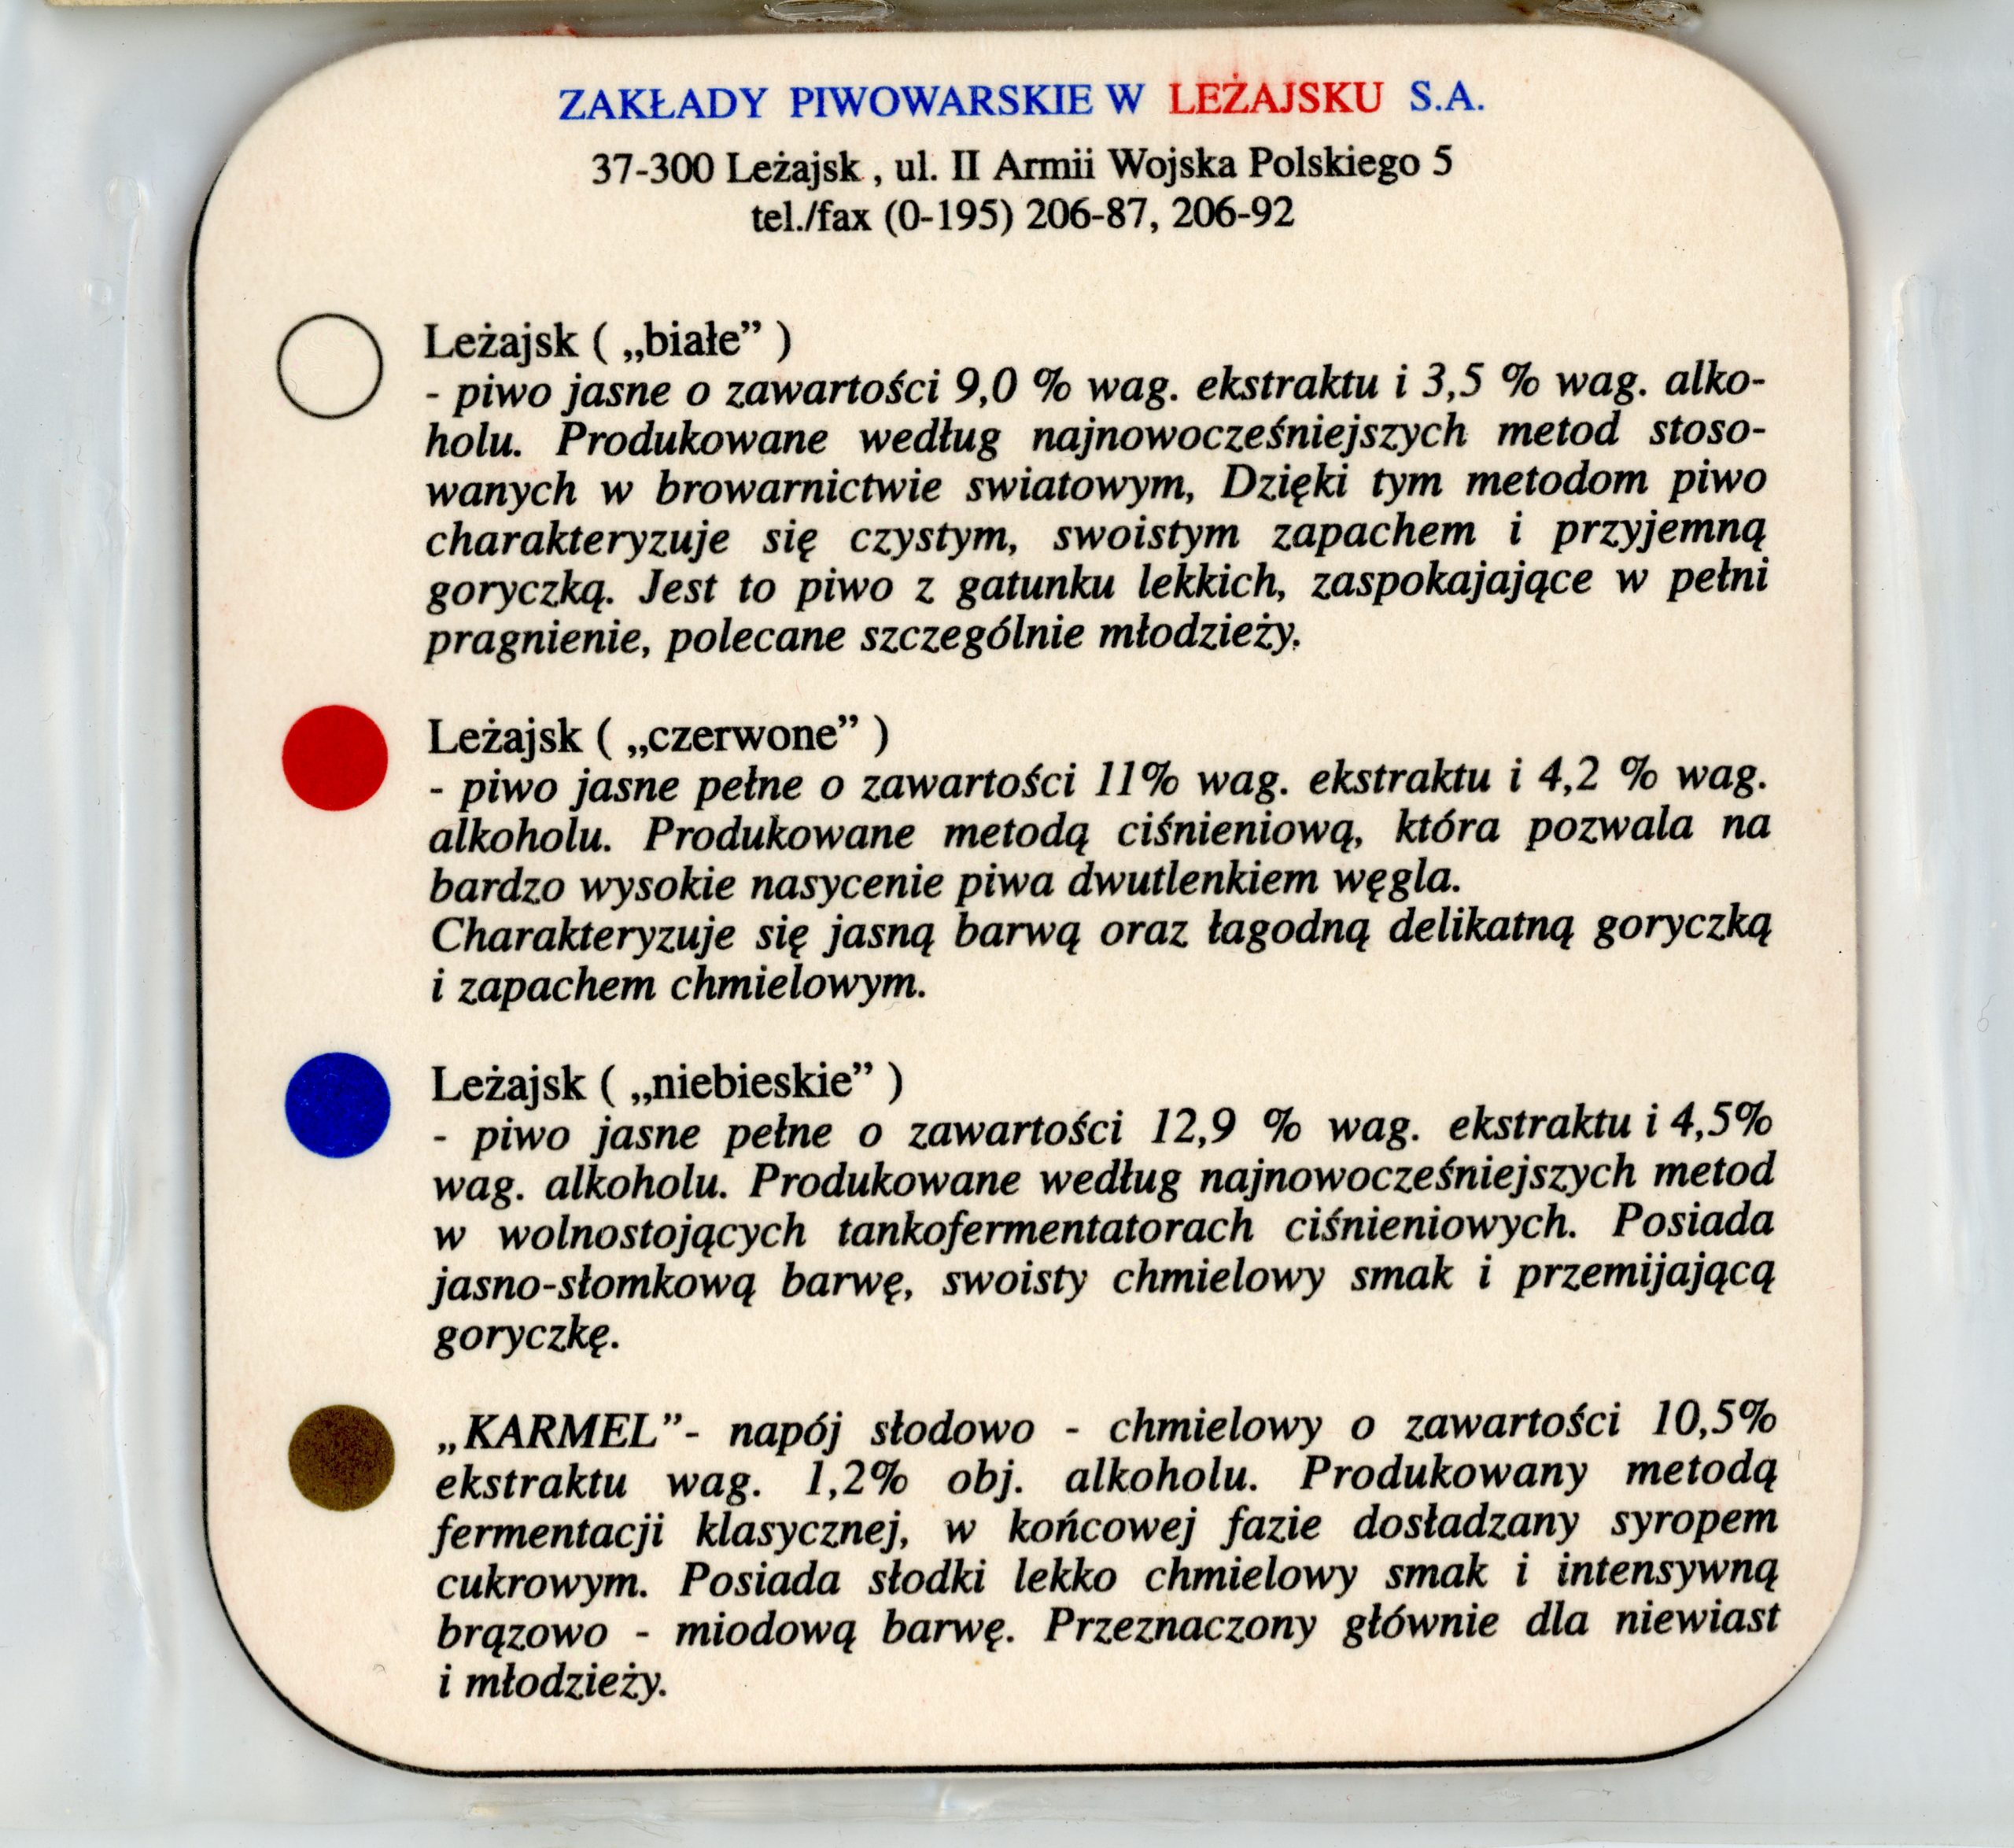 ZAKŁADY PIWOWARSKIE W LEŻAJSKU S.A.
37-300 Leżajsk , ul. II Armii Wojska Polskiego 5
tel./fax (0-195) 206-87, 206-92
Leżajsk ( „białe” )
- piwo jasne o zawartości 9,0 % wag. ekstraktu i 3,5 % wag. alko-
holu. Produkowane według najnowocześniejszych metod stoso-
wanych w browarnictwie swiatowym, Dzięki tym metodom piwo
charakteryzuje się czystym, swoistym zapachem i przyjemną
goryczką. Jest to piwo z gatunku lekkich, zaspokajające w pełni
pragnienie, polecane szczególnie młodzieży.
Leżajsk ( „czerwone” )
- piwo jasne pełne o zawartości 11% wag. ekstraktu i 4,2 % wag.
alkoholu. Produkowane metodą ciśnieniową, która pozwala na
bardzo wysokie nasycenie piwa dwutlenkiem węgla.
Charakteryzuje się jasną barwą oraz łagodną delikatną goryczką
i zapachem chmielowym.
Leżajsk ( „niebieskie” )
- piwo jasne pełne o zawartości 12,9 % wag. ekstraktu i 4,5%
wag. alkoholu. Produkowane według najnowocześniejszych metod
w wolnostojących tankofermentatorach ciśnieniowych. Posiada
jasno-słomkową barwę, swoisty chmielowy smak i przemijającą
goryczkę.
„KARMEL”- napój słodowo - chmielowy o zawartości 10,5%
ekstraktu wag. 1,2% obj. alkoholu. Produkowany metodą
fermentacji klasycznej, w końcowej fazie dosładzany syropem
cukrowym. Posiada słodki lekko chmielowy smak i intensywną
brązowo - miodową barwę. Przeznaczony głównie dla niewiast
i młodzieży.